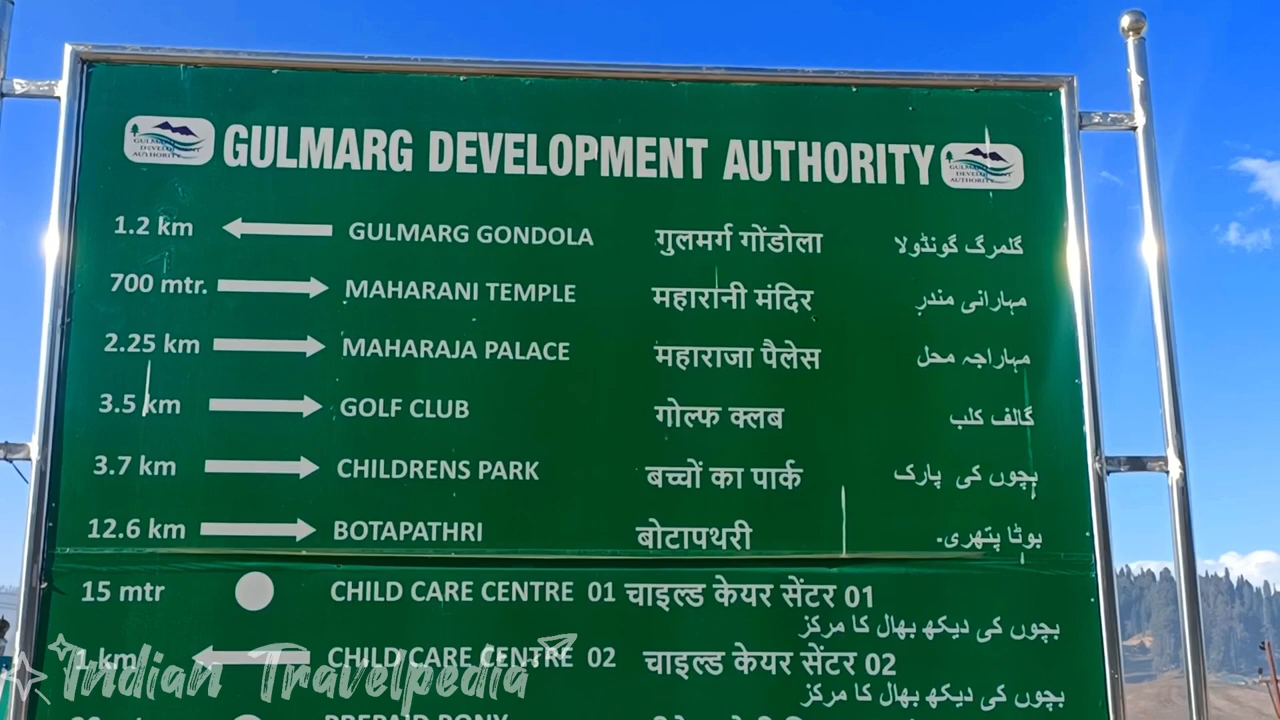 GULMARG DEVELOPMENT AUTHORITY
1.2 km GULMARG GONDOLA गुलमर्ग गोंडोला گلمرگ گونڈولا
700 mtr. MAHARANI TEMPLE महारानी मंदिर مہارانی مندر
2.25 km MAHARAJA PALACE महाराजा पैलेस مہاراجہ محل
3.5 km GOLF CLUB गोल्फ क्लब گالف کلب
3.7 km CHILDRENS PARK बच्चों का पार्क بچوں کی پارک
12.6 km BOTAPATHRI बोटापथरी بوٹا پتھری۔
15 mtr CHILD CARE CENTRE 01 चाइल्ड केयर सेंटर 01
بچوں کی دیکھ بھال کا مرکز
1 km CHILD CARE CENTRE 02 चाइल्ड केयर सेंटर 02
بچوں کی دیکھ بھال کا مرکز
Indian Travelpedia
PREPAID PONY